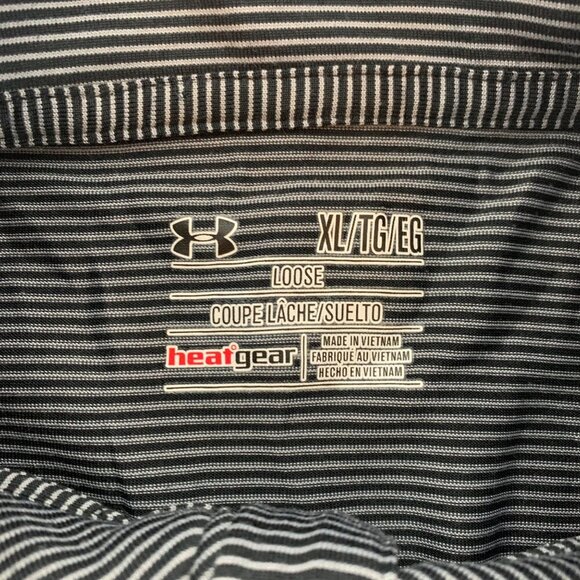 XL/TG/EG
LOOSE
COUPE LÂCHE/SUELTO
heatgear
MADE IN VIETNAM
FABRIQUÉ AU VIETNAM
HECHO EN VIETNAM